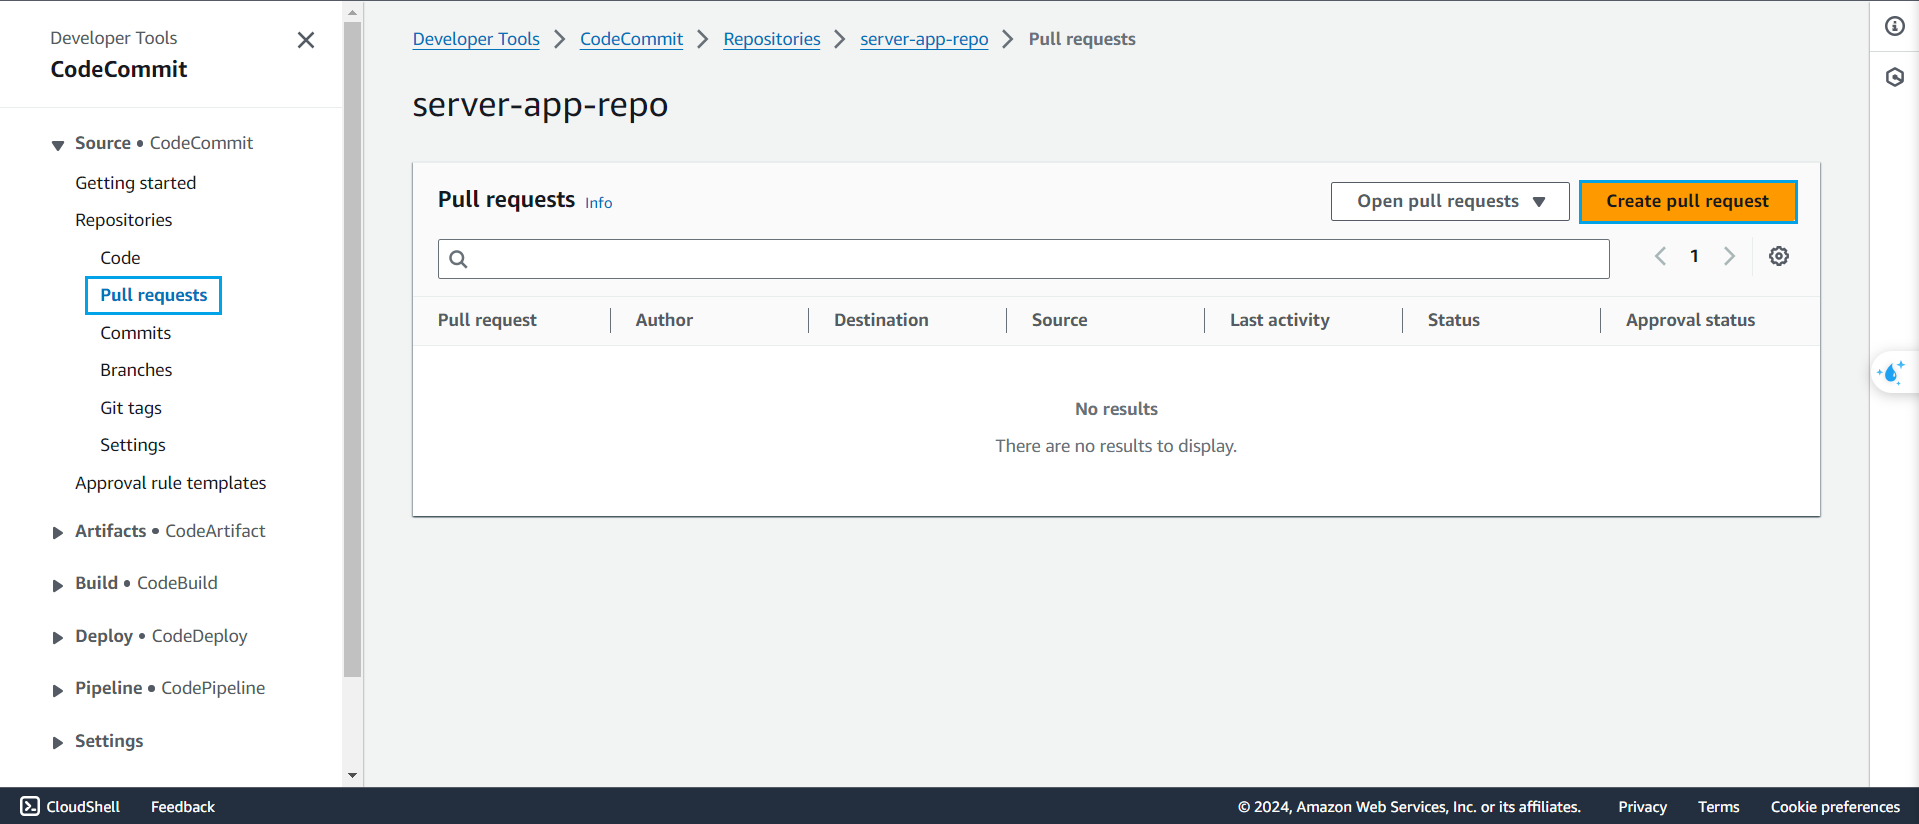 Developer Tools
CodeCommit
Source • CodeCommit
Getting started
Repositories
Code
Pull requests
Commits
Branches
Git tags
Settings
Approval rule templates
Artifacts • CodeArtifact
Build • CodeBuild
Deploy • CodeDeploy
Pipeline • CodePipeline
Settings
Developer Tools > CodeCommit > Repositories > server-app-repo > Pull requests
server-app-repo
Pull requests Info
Open pull requests
Create pull request
1
Pull request Author Destination Source Last activity Status Approval status
No results
There are no results to display.
CloudShell Feedback © 2024, Amazon Web Services, Inc. or its affiliates. Privacy Terms Cookie preferences